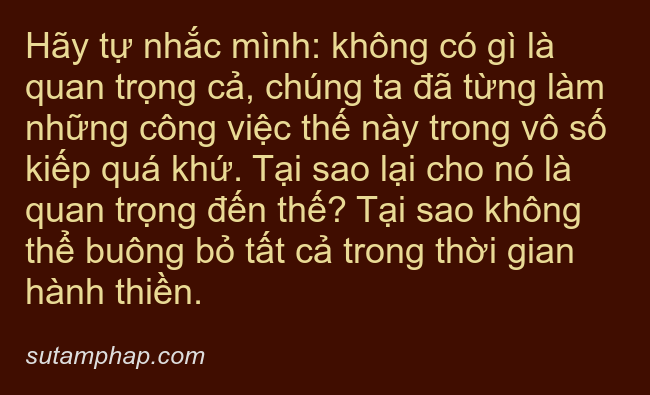 Hãy tự nhắc mình: không có gì là
quan trọng cả, chúng ta đã từng làm
những công việc thế này trong vô số
kiếp quá khứ. Tại sao lại cho nó là
quan trọng đến thế? Tại sao không
thể buông bỏ tất cả trong thời gian
hành thiền.
sutamphap.com